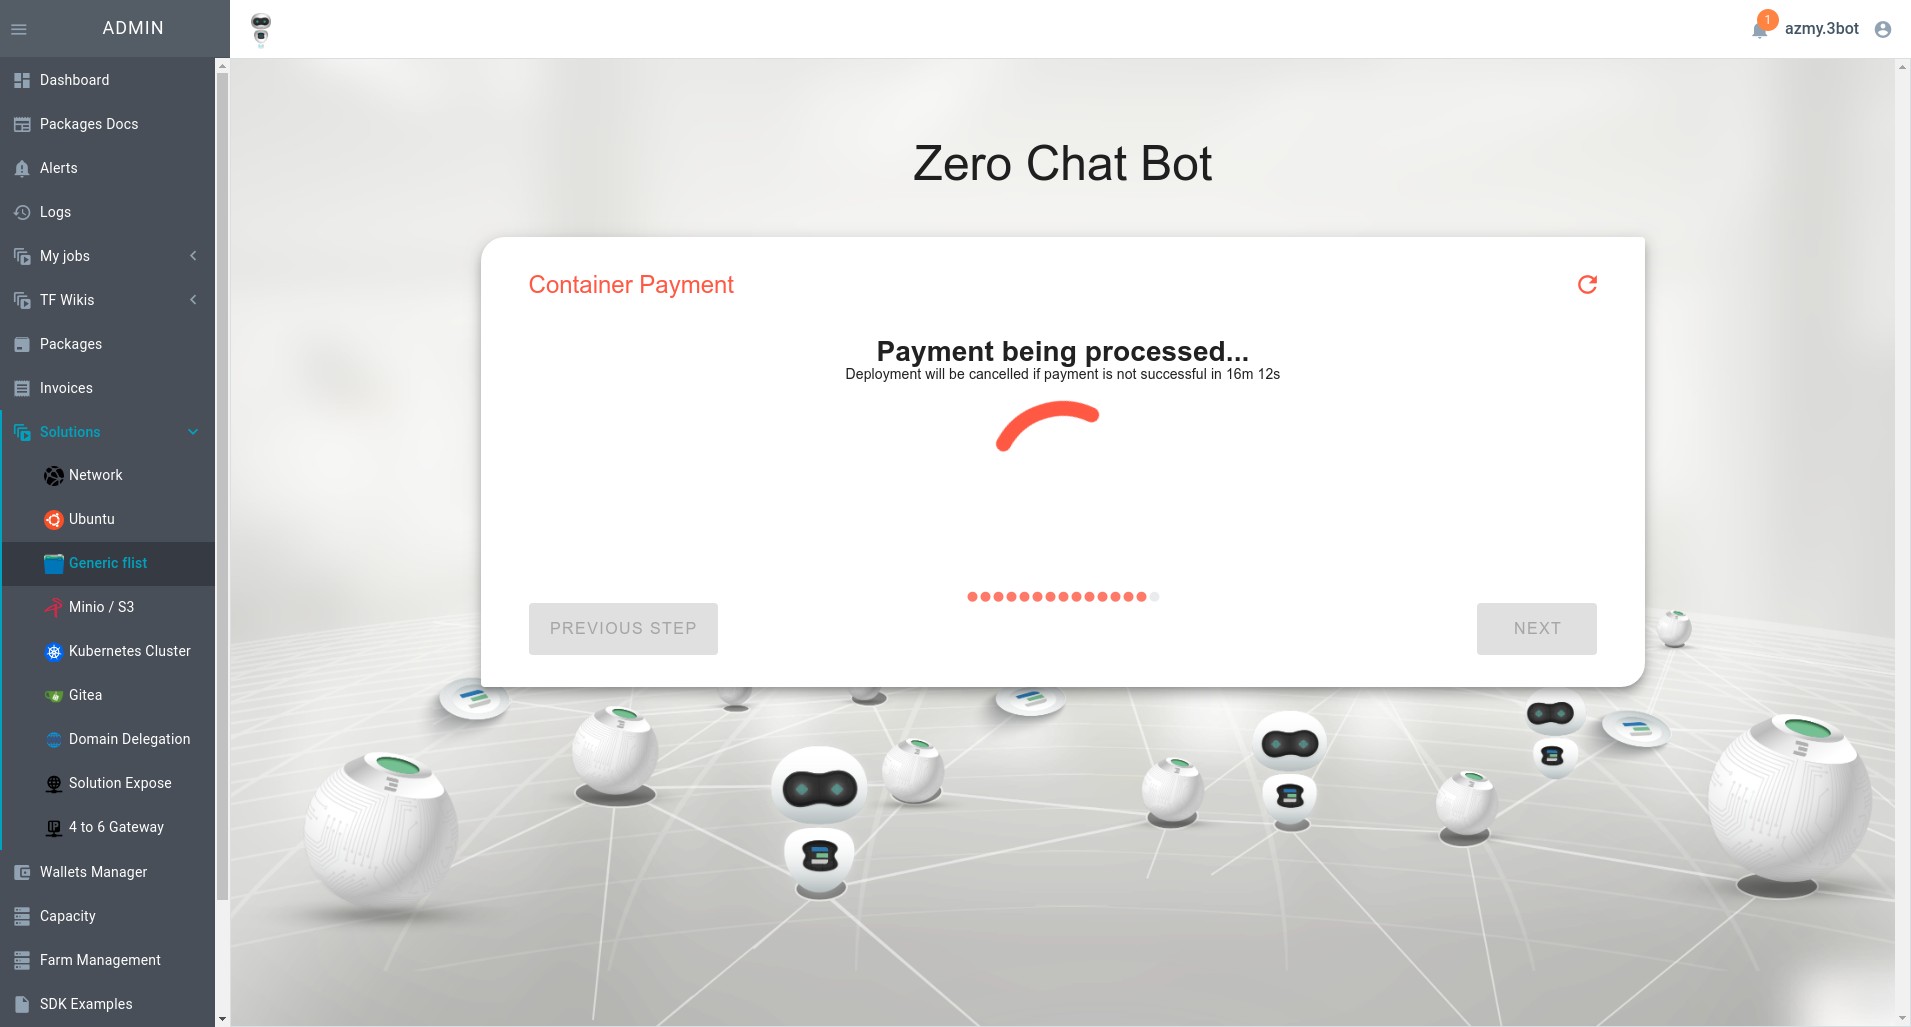 ADMIN
1
azmy.3bot
Dashboard
Packages Docs
Alerts
Logs
My jobs
TF Wikis
Packages
Invoices
Solutions
Network
Ubuntu
Generic flist
Minio / S3
Kubernetes Cluster
Gitea
Domain Delegation
Solution Expose
4 to 6 Gateway
Wallets Manager
Capacity
Farm Management
SDK Examples
Zero Chat Bot
Container Payment
Payment being processed...
Deployment will be cancelled if payment is not successful in 16m 12s
PREVIOUS STEP
NEXT